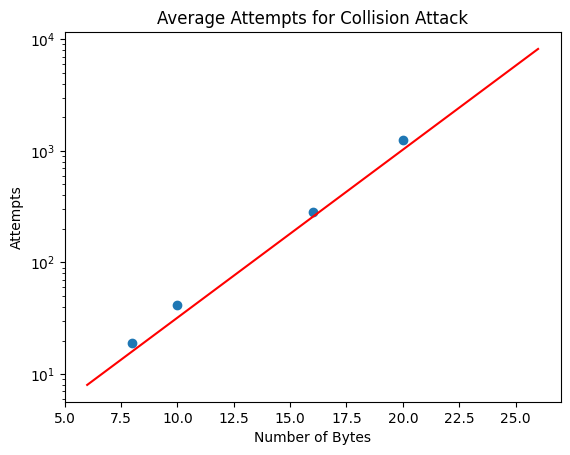 Average Attempts for Collision Attack
Attempts
10^4
10^3
10^2
10^1
5.0 7.5 10.0 12.5 15.0 17.5 20.0 22.5 25.0
Number of Bytes